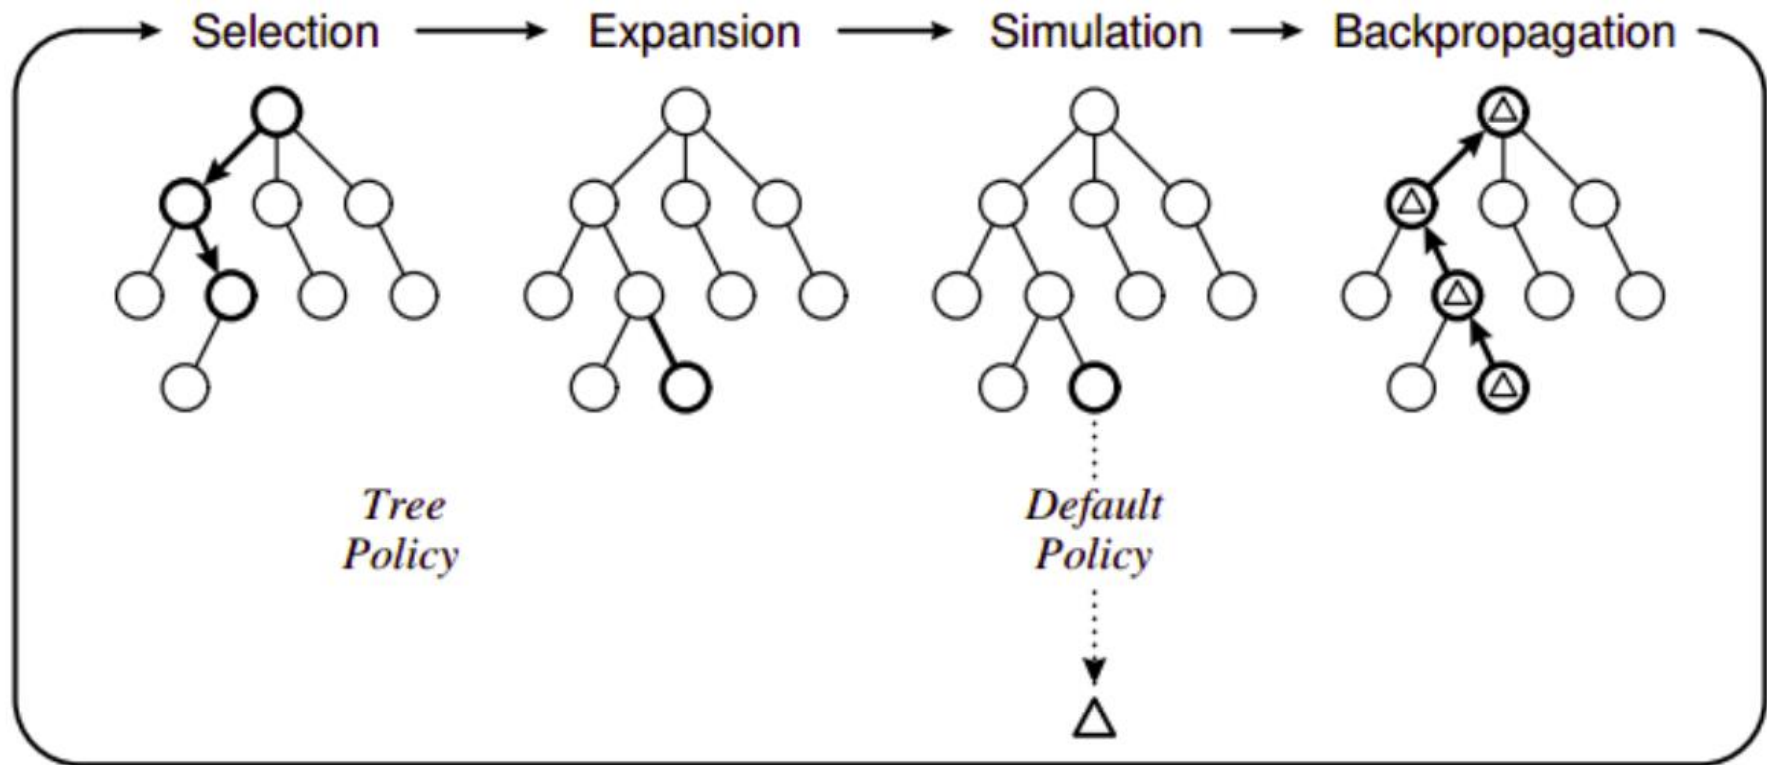 Selection Expansion Simulation Backpropagation
Tree
Policy
Default
Policy